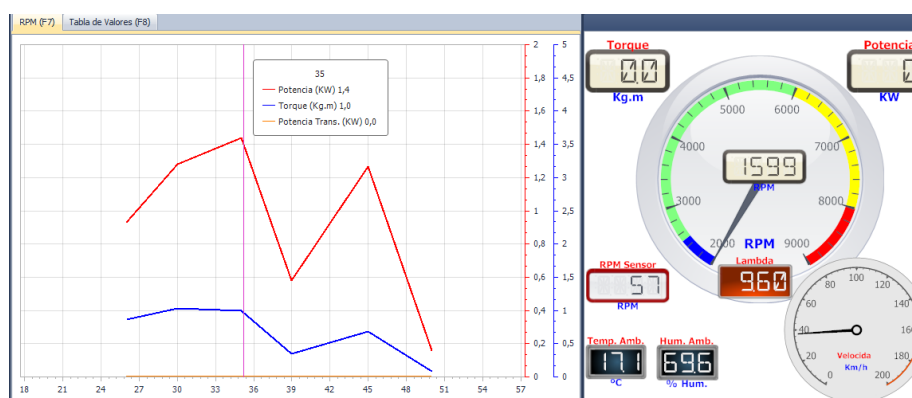 RPM (F7) Tabla de Valores (F8)
35
Potencia (KW) 1,4
Torque (Kg.m) 1,0
Potencia Trans. (KW) 0,0
2 5
1,8 4,5
1,6 4
1,4 3,5
1,2 3
1 2,5
0,8 2
0,6 1,5
0,4 1
0,2 0,5
0 0
18 21 24 27 30 33 36 39 42 45 48 51 54 57
Torque
0.0
Kg.m
Potencia
0
KW
2000 3000 4000 5000 6000 7000 8000 9000
1599
RPM
RPM
RPM Sensor
57
RPM
Lambda
9.60
Temp. Amb.
17.1
°C
Hum. Amb.
69.6
% Hum.
0 20 40 60 80 100 120 140 160 180 200
Velocida
Km/h